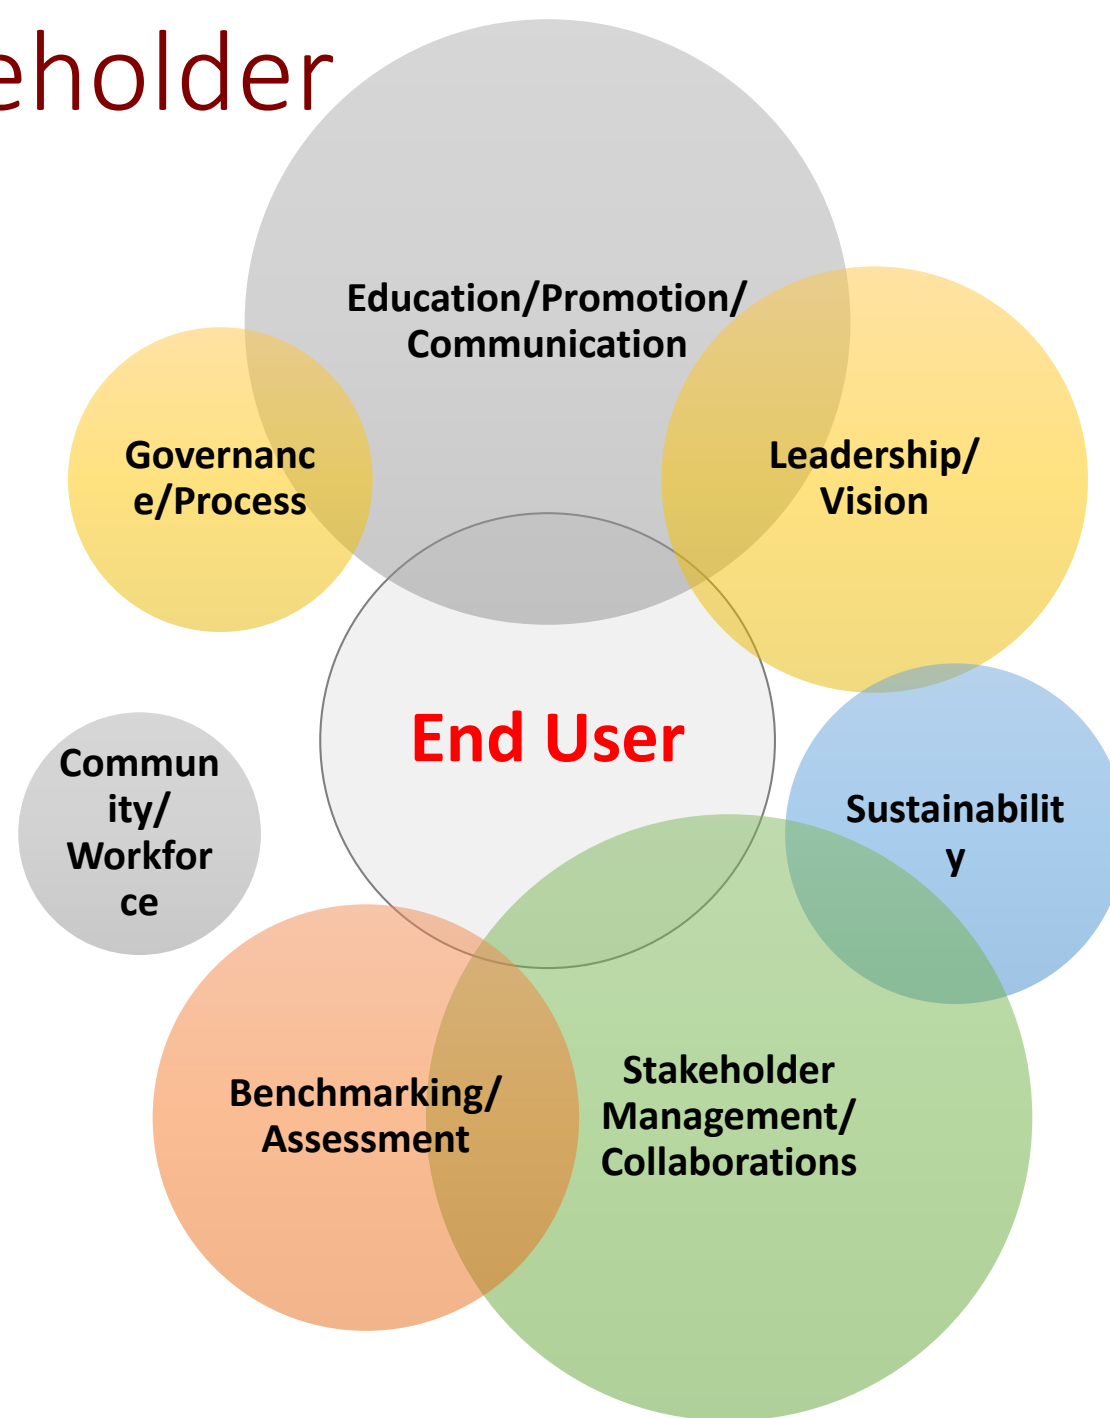 eholder
Education/Promotion/
Communication
Governanc
e/Process
Leadership/
Vision
End User
Commun
ity/
Workfor
ce
Sustainabilit
y
Benchmarking/
Assessment
Stakeholder
Management/
Collaborations